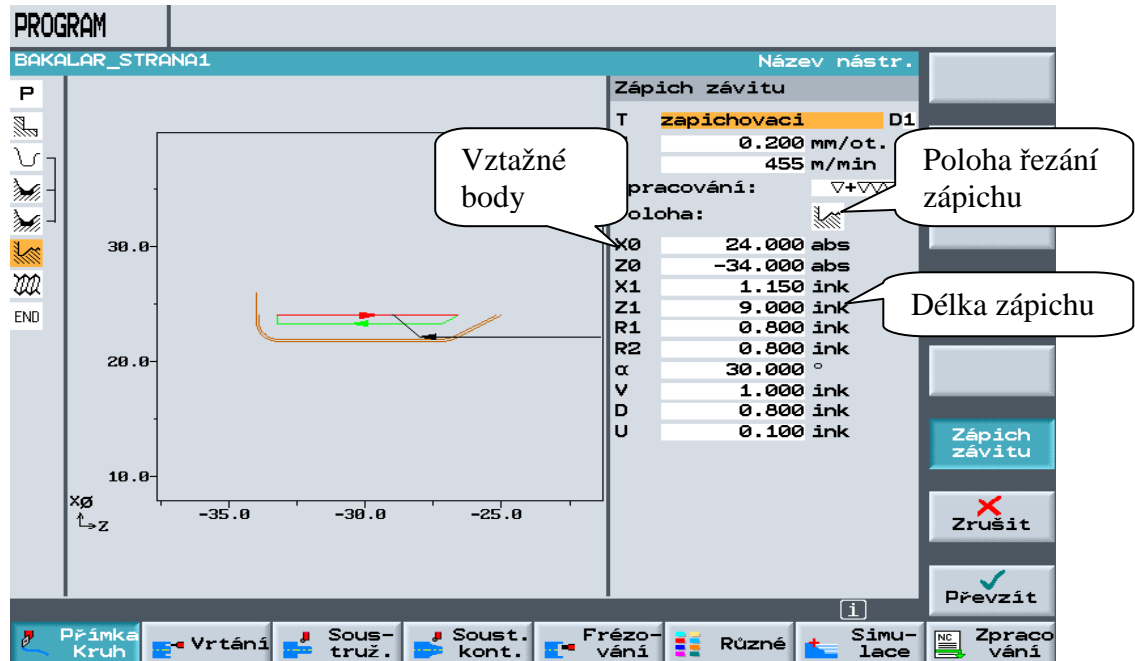 PROGRAM
BAKALAR_STRANA1
Název nástr.
P
END
30.0
20.0
10.0
XØ
Z
-35.0
-30.0
-25.0
Zápich závitu
T zapichovaci D1
0.200 mm/ot.
455 m/min
pracování: ▽+▽▽
oloha:
X0 24.000 abs
Z0 -34.000 abs
X1 1.150 ink
Z1 9.000 ink
R1 0.800 ink
R2 0.800 ink
α 30.000 °
V 1.000 ink
D 0.800 ink
U 0.100 ink
Vztažné
body
Poloha řezání
zápichu
Délka zápichu
Zápich
závitu
Zrušit
Převzít
i
Přímka
Kruh
Vrtání
Sous-
truž.
Soust.
kont.
Frézo-
vání
Různé
Simu-
lace
NC
Zpraco
vání